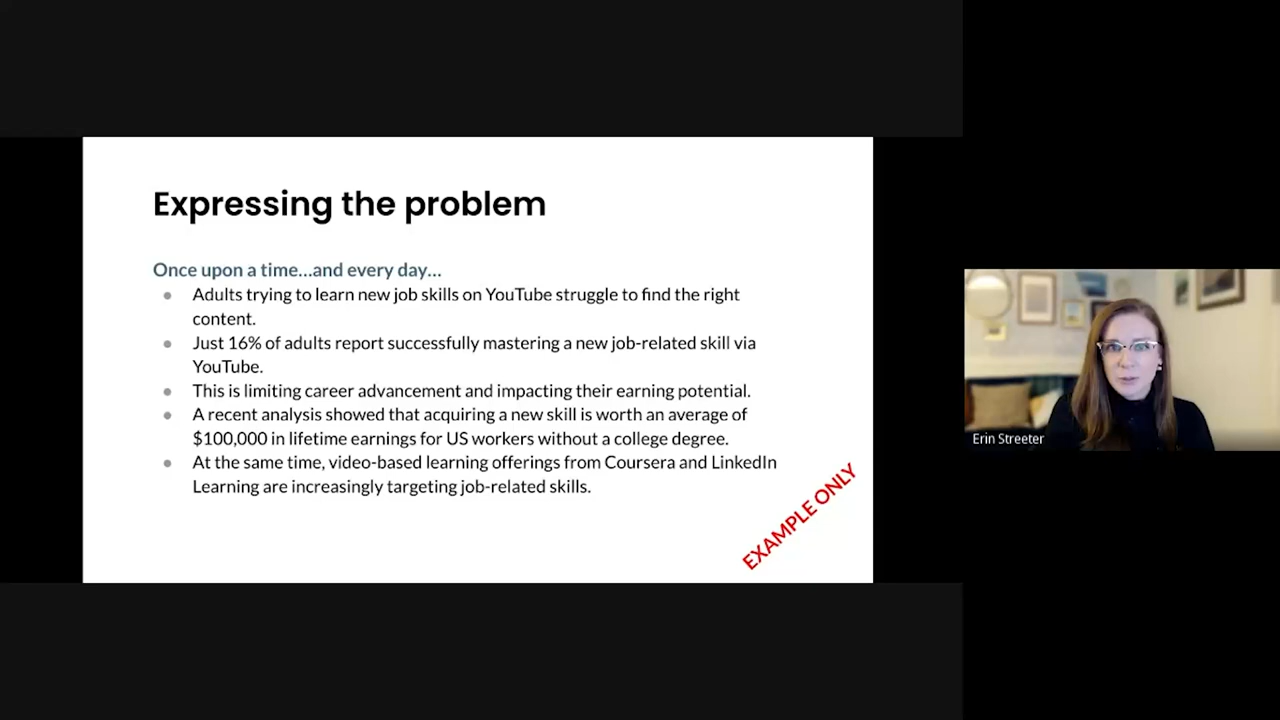 Expressing the problem
Once upon a time...and every day...
Adults trying to learn new job skills on YouTube struggle to find the right
content.
Just 16% of adults report successfully mastering a new job-related skill via
YouTube.
This is limiting career advancement and impacting their earning potential.
A recent analysis showed that acquiring a new skill is worth an average of
$100,000 in lifetime earnings for US workers without a college degree.
At the same time, video-based learning offerings from Coursera and LinkedIn
Learning are increasingly targeting job-related skills.
EXAMPLE ONLY
Erin Streeter